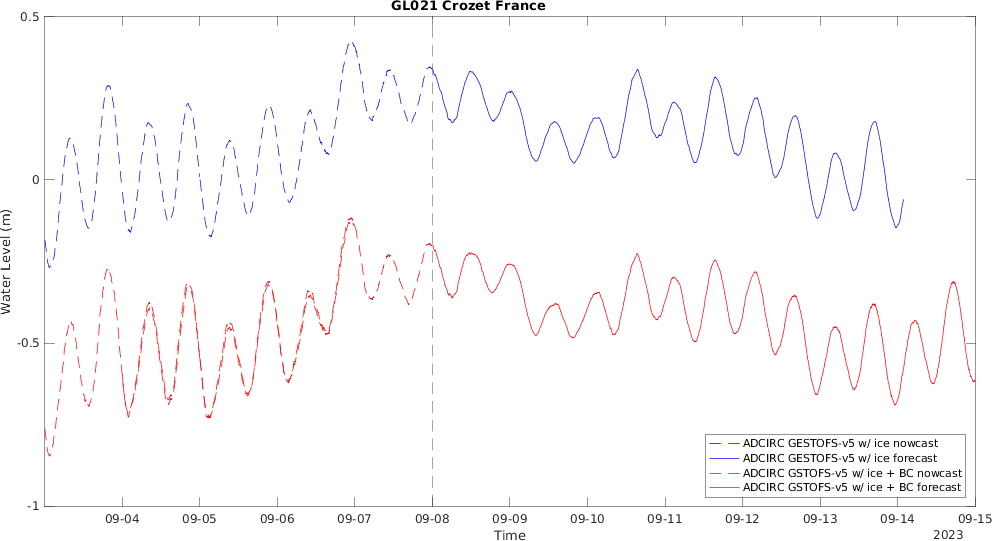 GL021 Crozet France
0.5
0
-0.5
-1
Water Level (m)
ADCIRC GESTOFS-v5 w/ ice nowcast
ADCIRC GESTOFS-v5 w/ ice forecast
ADCIRC GSTOFS-v5 w/ ice + BC nowcast
ADCIRC GSTOFS-v5 w/ ice + BC forecast
09-04 09-05 09-06 09-07 09-08 09-09 09-10 09-11 09-12 09-13 09-14 09-15
Time
2023